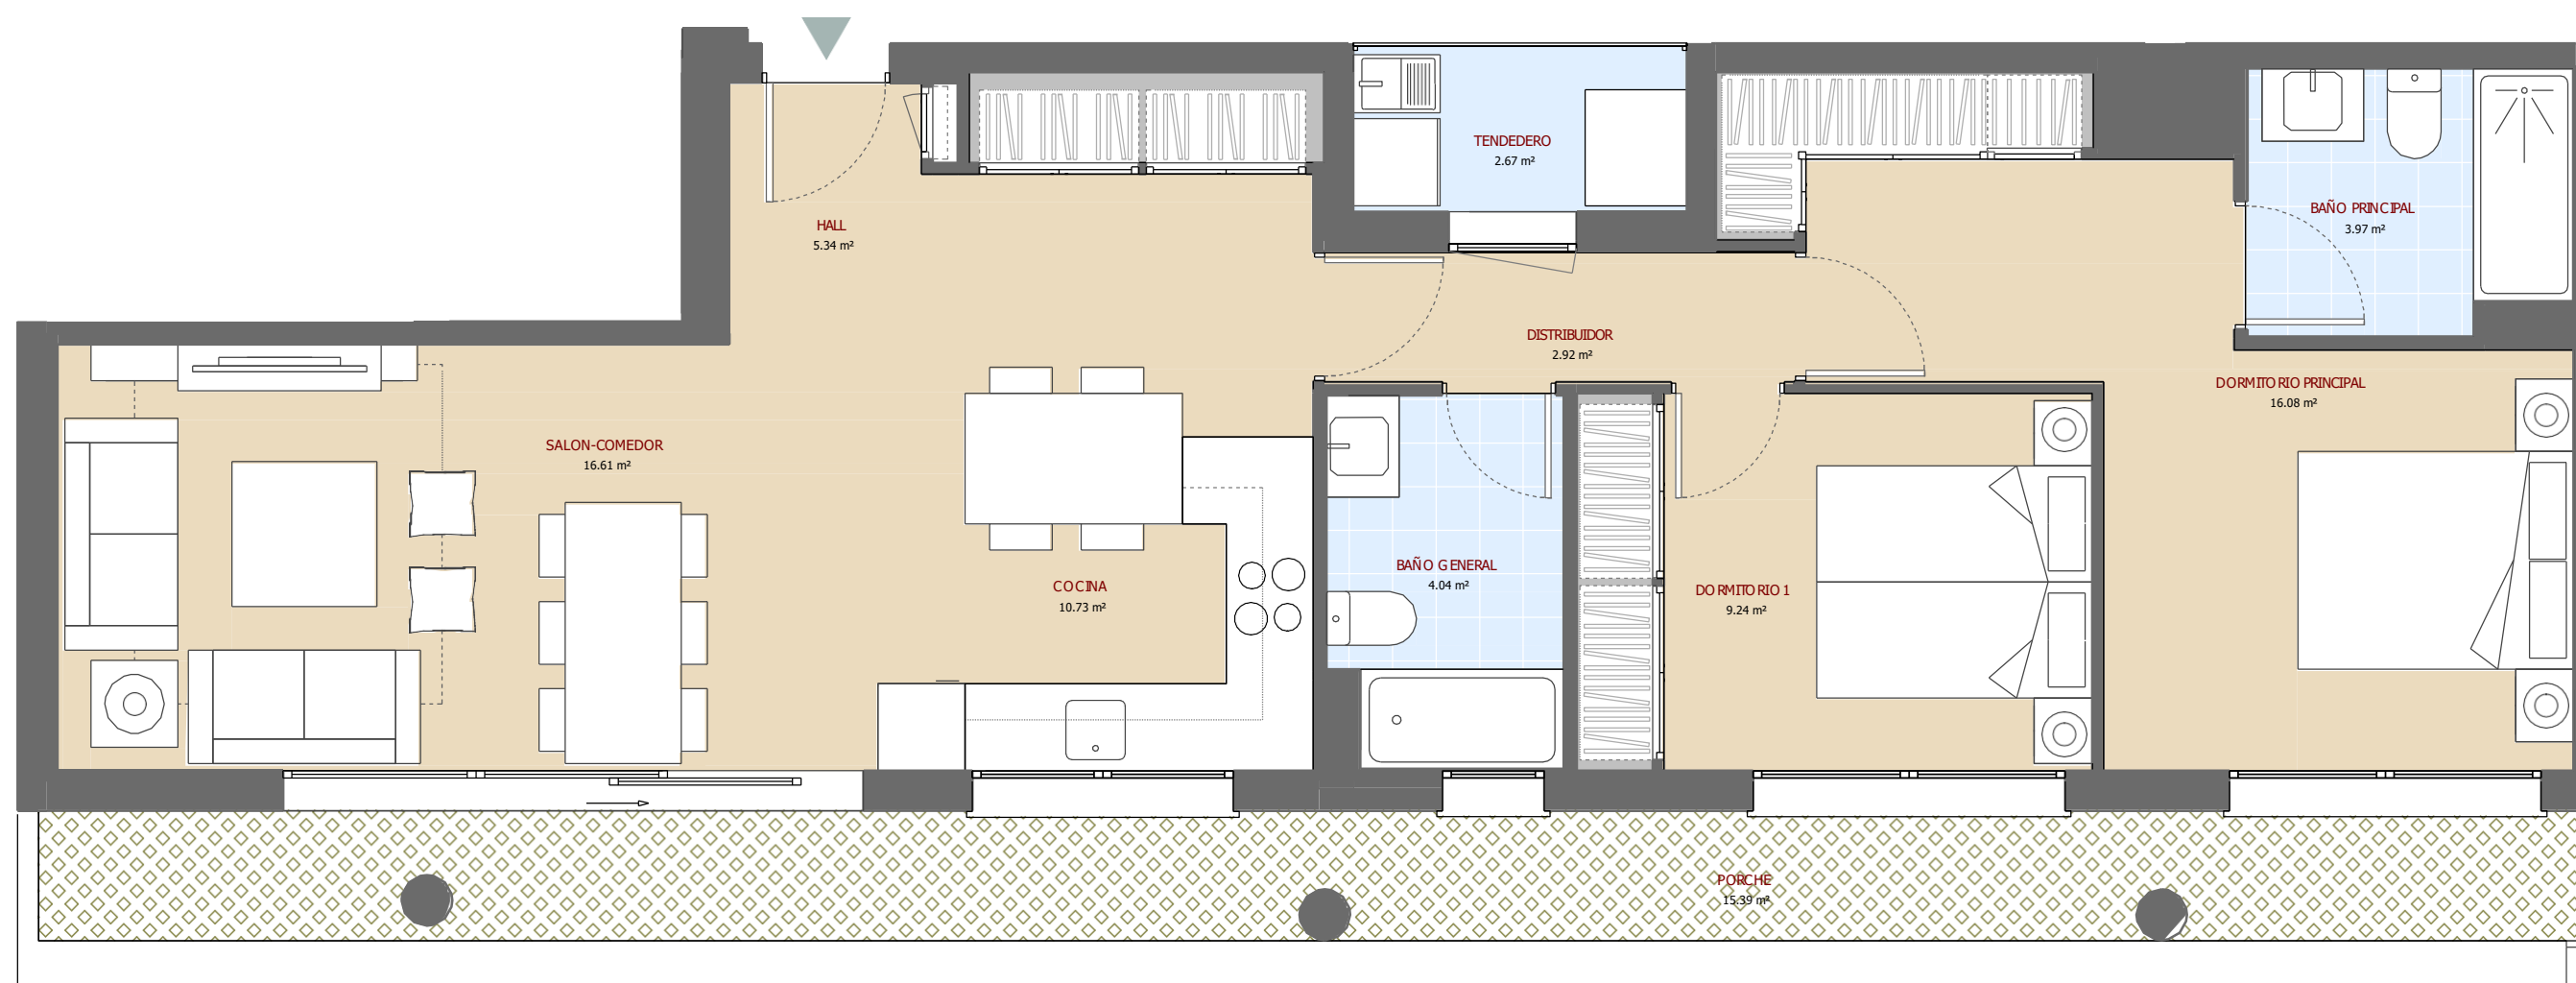 TENDEDERO
2.67 m²
BAÑO PRINCIPAL
3.97 m²
HALL
5.34 m²
DISTRIBUIDOR
2.92 m²
DORMITORIO PRINCIPAL
16.08 m²
SALON-COMEDOR
16.61 m²
COCINA
10.73 m²
BAÑO GENERAL
4.04 m²
DORMITORIO 1
9.24 m²
PORCHE
15.39 m²